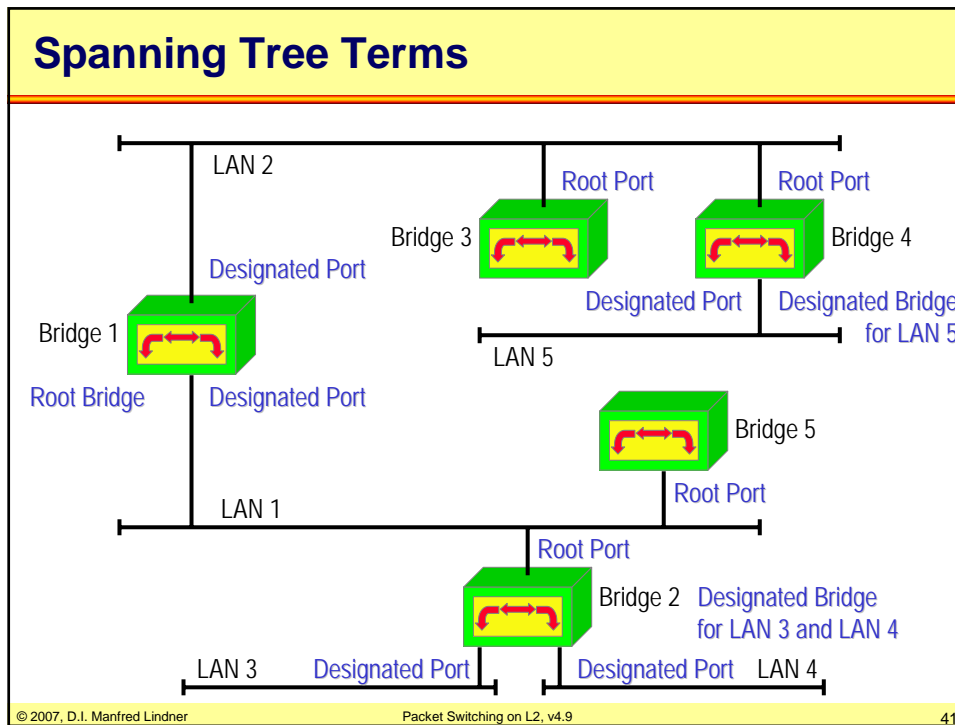 Spanning Tree Terms
LAN 2
Root Port
Root Port
Bridge 3
Bridge 4
Designated Port
Designated Port
Designated Bridge
for LAN 5
Bridge 1
LAN 5
Root Bridge
Designated Port
Bridge 5
Root Port
LAN 1
Root Port
Bridge 2
Designated Bridge
for LAN 3 and LAN 4
LAN 3
Designated Port
Designated Port
LAN 4
© 2007, D.I. Manfred Lindner
Packet Switching on L2, v4.9
41